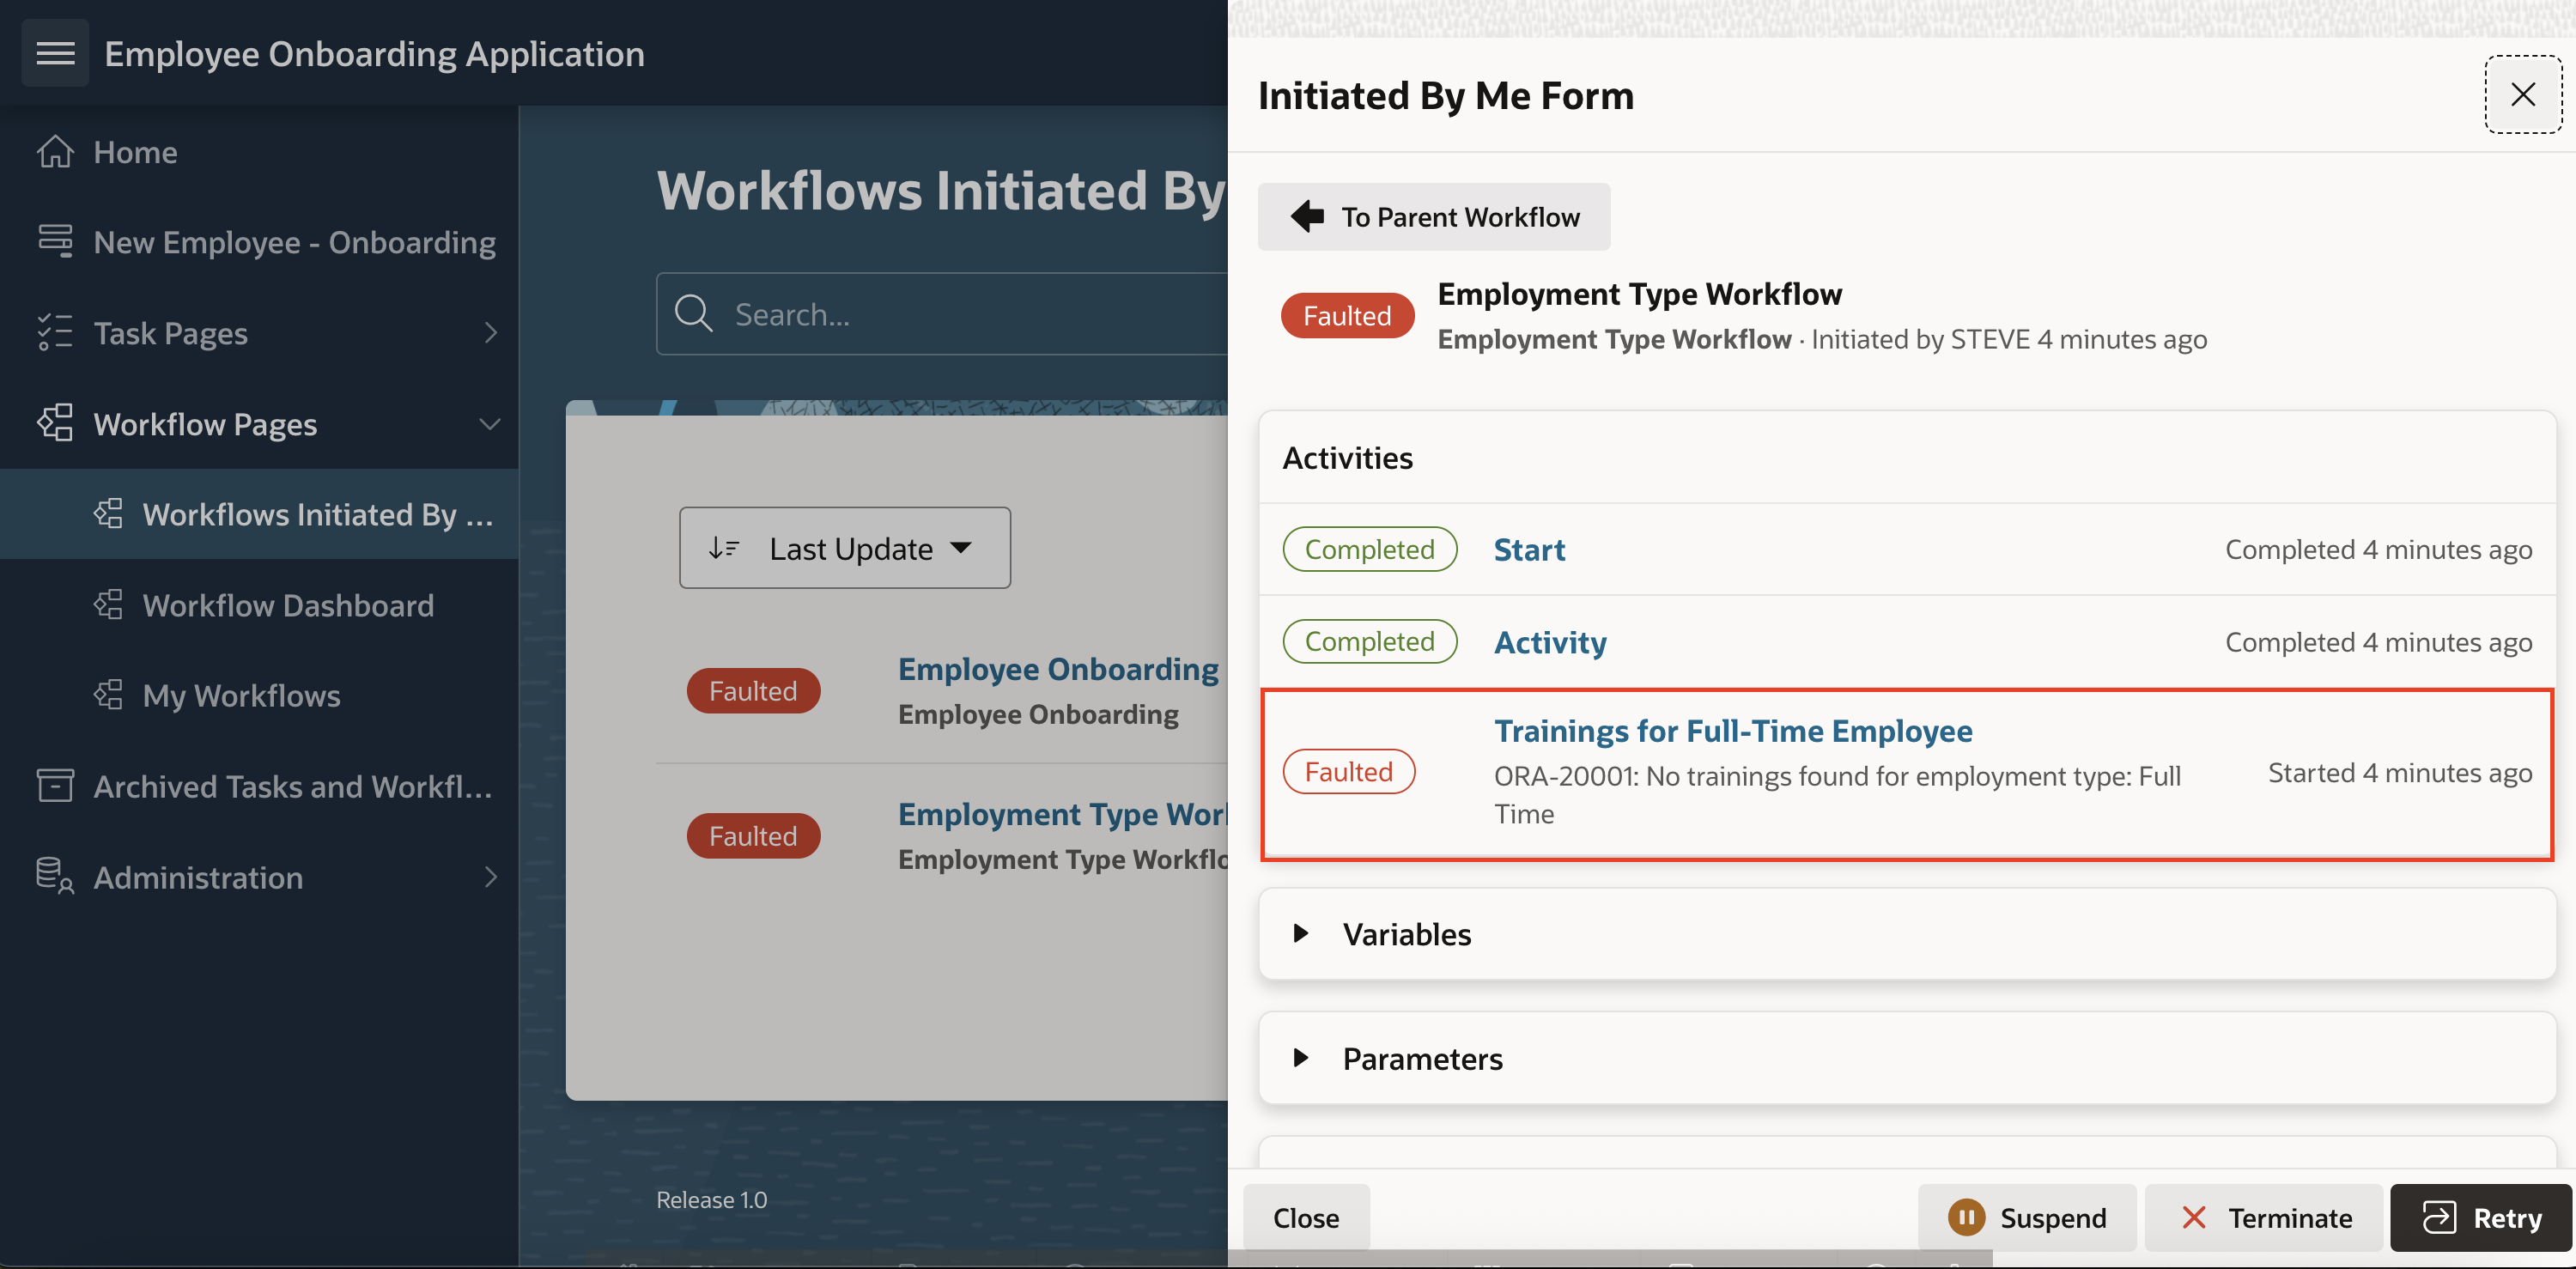 Employee Onboarding Application
Home
New Employee - Onboarding
Task Pages
Workflow Pages
Workflows Initiated By ...
Workflow Dashboard
My Workflows
Archived Tasks and Workfl...
Administration
Workflows Initiated By
Search...
Last Update
Faulted
Employee Onboarding
Employee Onboarding
Faulted
Employment Type Wor
Employment Type Workflo
Release 1.0
Initiated By Me Form
To Parent Workflow
Faulted
Employment Type Workflow
Employment Type Workflow · Initiated by STEVE 4 minutes ago
Activities
Completed Start Completed 4 minutes ago
Completed Activity Completed 4 minutes ago
Trainings for Full-Time Employee
Faulted ORA-20001: No trainings found for employment type: Full Started 4 minutes ago
Time
Variables
Parameters
Close Suspend Terminate Retry